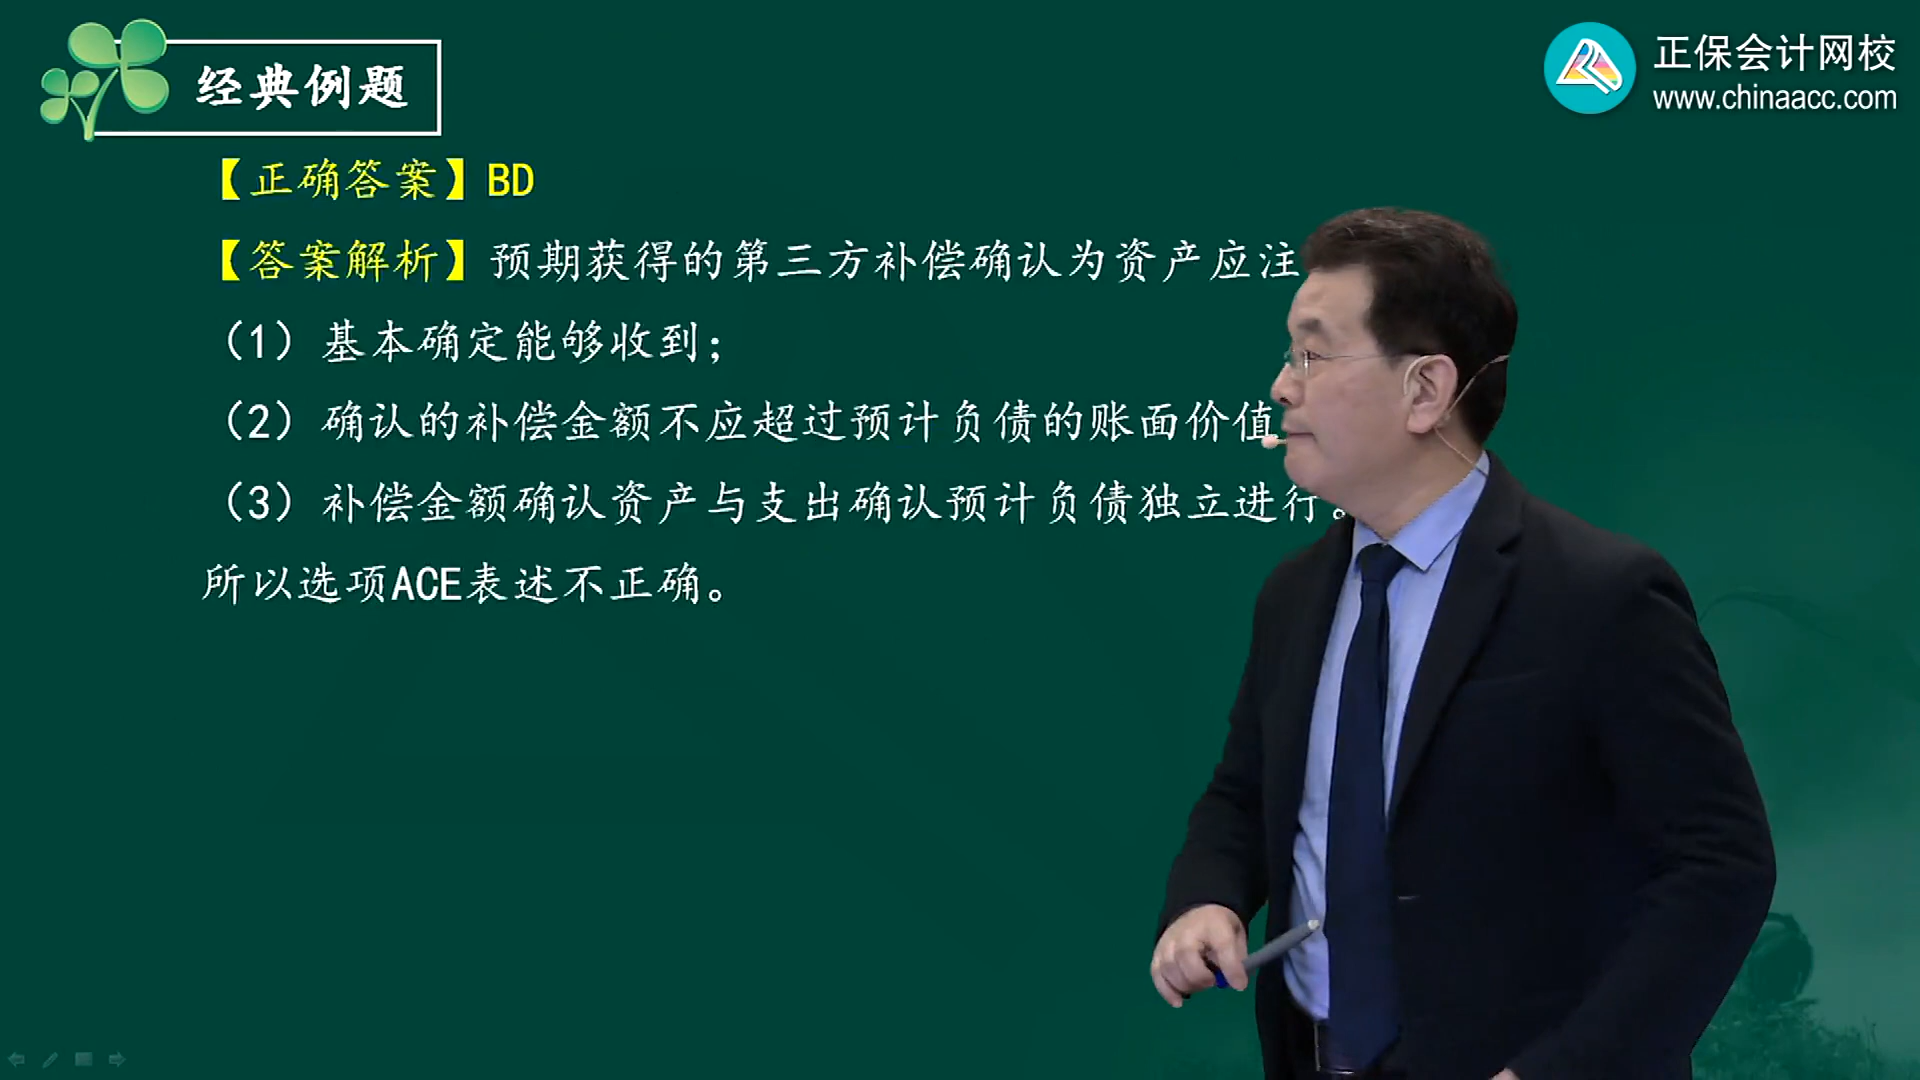 经典例题
正保会计网校
www.chinaacc.com
【正确答案】BD
【答案解析】预期获得的第三方补偿确认为资产应注
（1）基本确定能够收到；
（2）确认的补偿金额不应超过预计负债的账面价值
（3）补偿金额确认资产与支出确认预计负债独立进行。
所以选项ACE表述不正确。